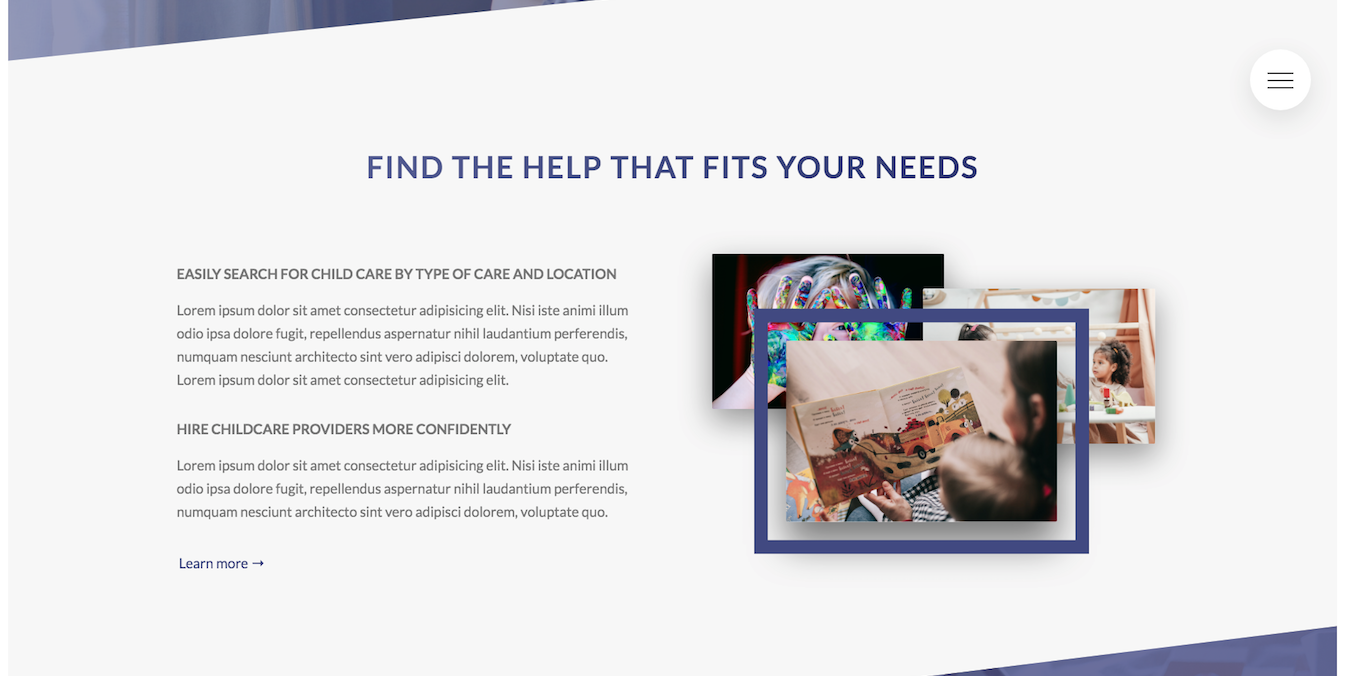 FIND THE HELP THAT FITS YOUR NEEDS
EASILY SEARCH FOR CHILD CARE BY TYPE OF CARE AND LOCATION
Lorem ipsum dolor sit amet consectetur adipisicing elit. Nisi iste animi illum
odio ipsa dolore fugit, repellendus aspernatur nihil laudantium perferendis,
numquam nesciunt architecto sint vero adipisci dolorem, voluptate quo.
Lorem ipsum dolor sit amet consectetur adipisicing elit.
HIRE CHILDCARE PROVIDERS MORE CONFIDENTLY
Lorem ipsum dolor sit amet consectetur adipisicing elit. Nisi iste animi illum
odio ipsa dolore fugit, repellendus aspernatur nihil laudantium perferendis,
numquam nesciunt architecto sint vero adipisci dolorem, voluptate quo.
Learn more →